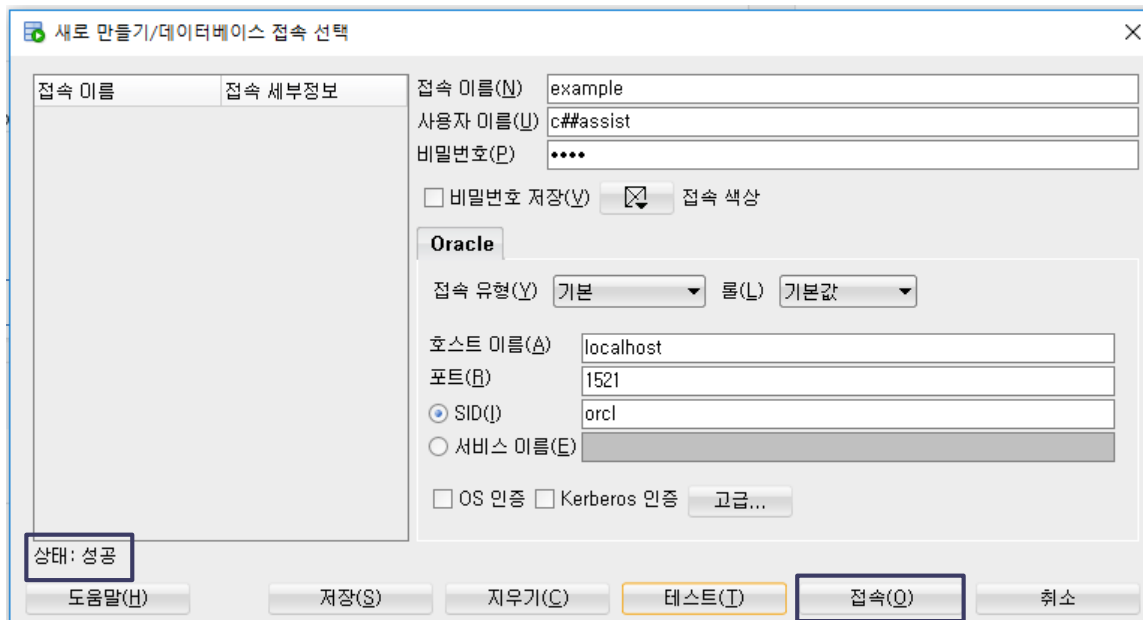 새로 만들기/데이터베이스 접속 선택
접속 이름 접속 세부정보
접속 이름(N) example
사용자 이름(U) c##assist
비밀번호(P) ••••
비밀번호 저장(V) 접속 색상
Oracle
접속 유형(Y) 기본 롤(L) 기본값
호스트 이름(A) localhost
포트(R) 1521
SID(I) orcl
서비스 이름(E)
OS 인증 Kerberos 인증 고급...
상태: 성공
도움말(H) 저장(S) 지우기(C) 테스트(T) 접속(O) 취소